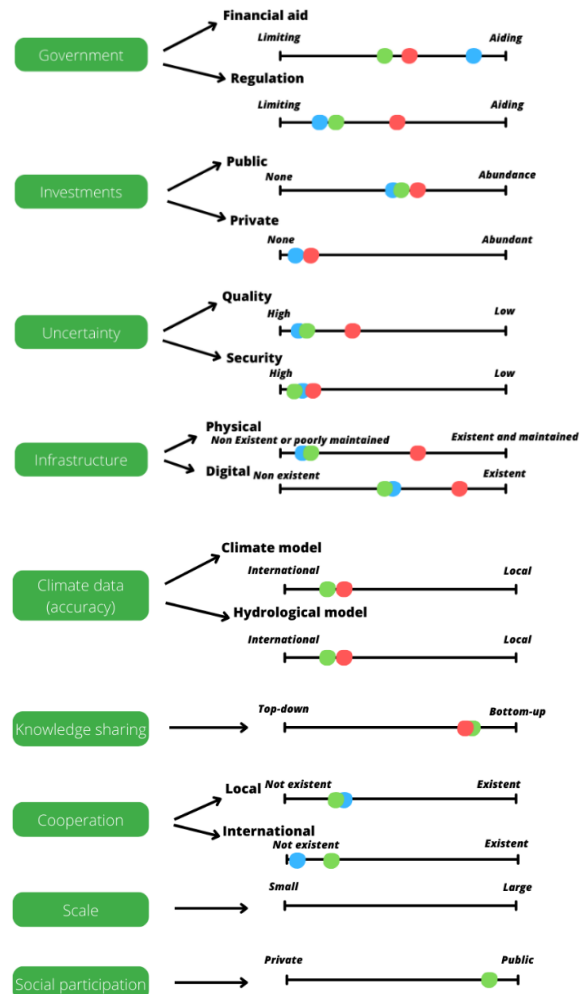 Financial aid
Limiting Aiding
Government
Regulation
Limiting Aiding
Public
None Abundance
Investments
Private
None Abundant
Quality
High Low
Uncertainty
Security
High Low
Physical
Non Existent or poorly maintained Existent and maintained
Infrastructure
Digital
Non existent Existent
Climate model
International Local
Climate data
(accuracy)
Hydrological model
International Local
Top-down Bottom-up
Knowledge sharing
Local Not existent Existent
Cooperation
International
Not existent Existent
Small Large
Scale
Private Public
Social participation